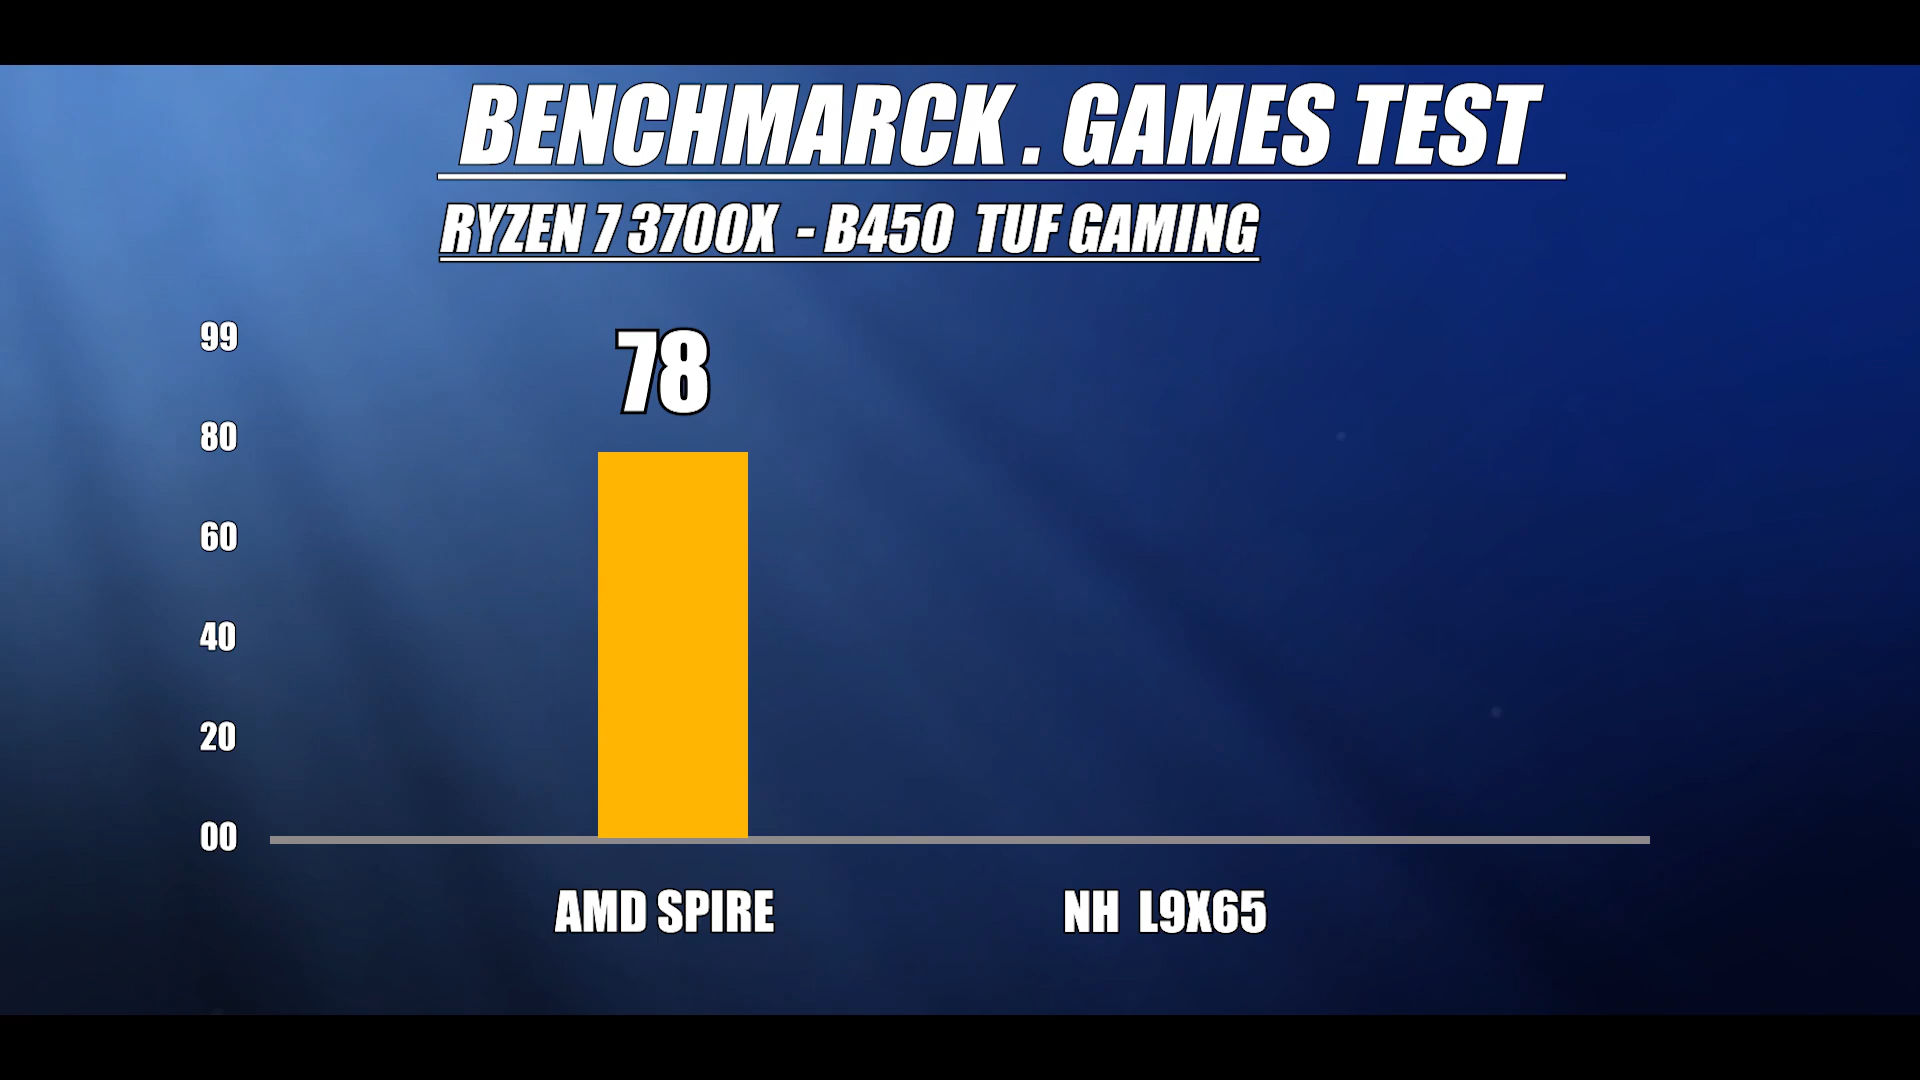 BENCHMARCK . GAMES TEST
RYZEN 7 3700X - B450 TUF GAMING
99
78
80
60
40
20
00
AMD SPIRE
NH L9X65